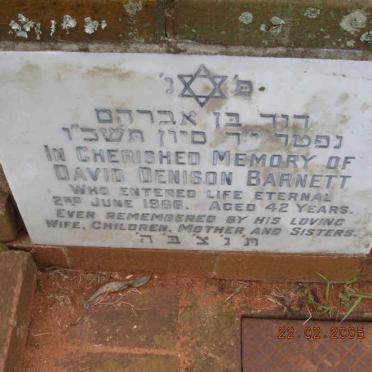 פ' נ'
דוד בן אברהם
נפטר י"ד סיון תשכ"ו
IN CHERISHED MEMORY OF
DAVID DENISON BARNETT
WHO ENTERED LIFE ETERNAL
2ND JUNE 1966. AGED 42 YEARS.
EVER REMEMBERED BY HIS LOVING
WIFE, CHILDREN, MOTHER AND SISTERS.
ת' נ' צ' ב' ה'
22.02.2005